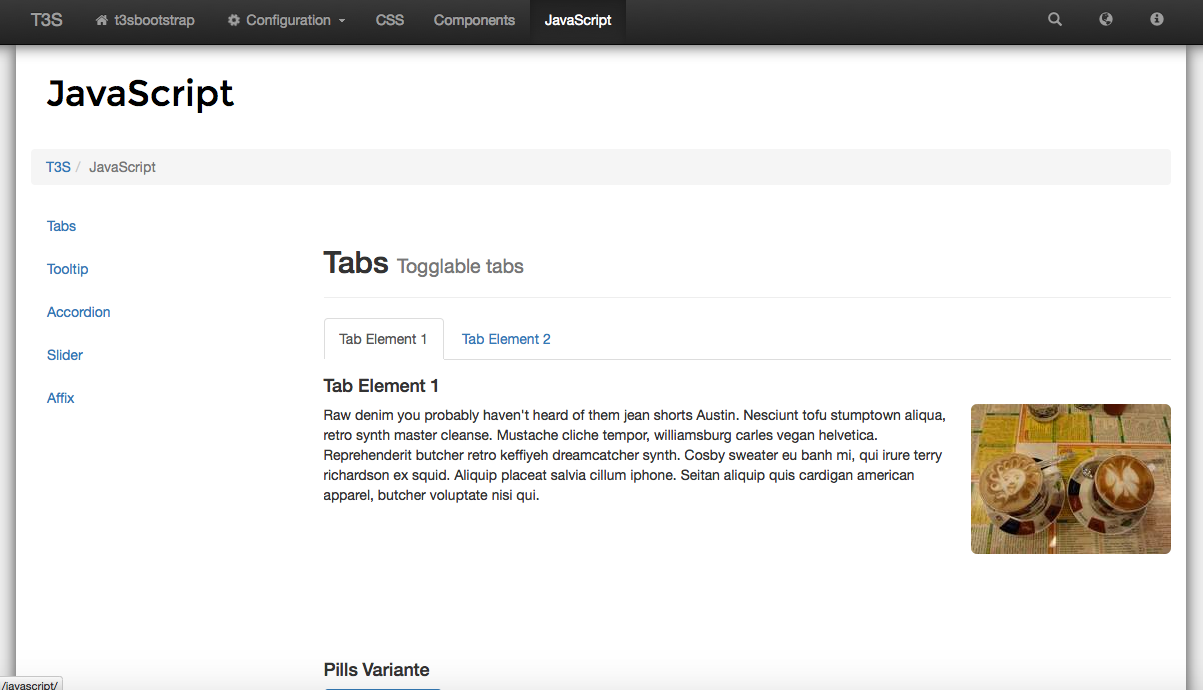 T3S t3sbootstrap Configuration CSS Components JavaScript
JavaScript
T3S / JavaScript
Tabs
Tooltip
Accordion
Slider
Affix
Tabs Togglable tabs
Tab Element 1 Tab Element 2
Tab Element 1
Raw denim you probably haven't heard of them jean shorts Austin. Nesciunt tofu stumptown aliqua,
retro synth master cleanse. Mustache cliche tempor, williamsburg carles vegan helvetica.
Reprehenderit butcher retro keffiyeh dreamcatcher synth. Cosby sweater eu banh mi, qui irure terry
richardson ex squid. Aliquip placeat salvia cillum iphone. Seitan aliquip quis cardigan american
apparel, butcher voluptate nisi qui.
Pills Variante
/javascript/